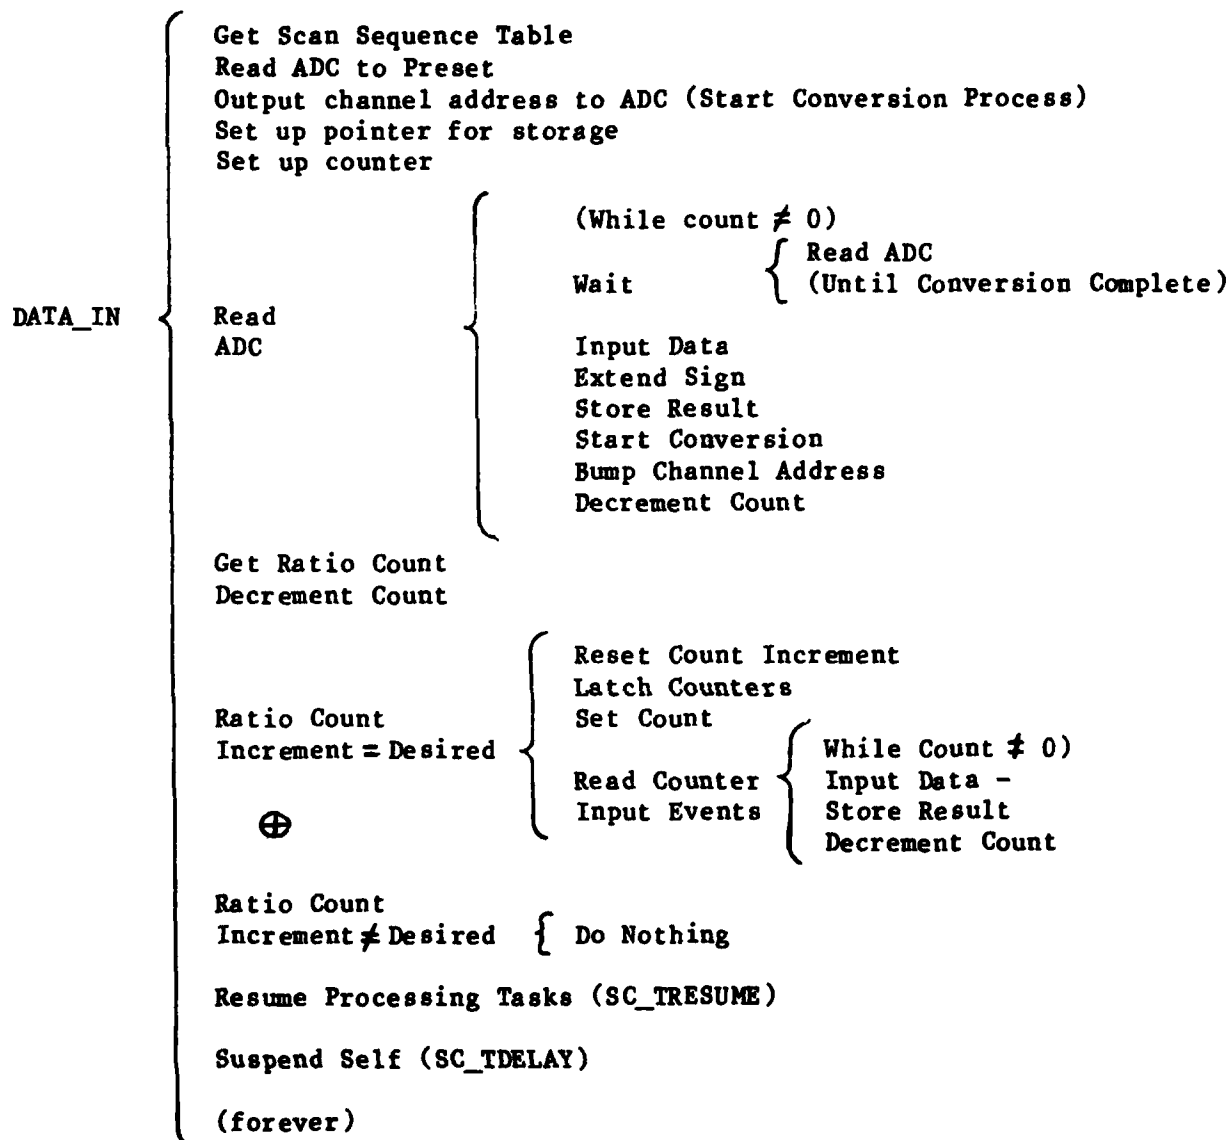 Get Scan Sequence Table
Read ADC to Preset
Output channel address to ADC (Start Conversion Process)
Set up pointer for storage
Set up counter
(While count ≠ 0)
Wait
Read ADC
(Until Conversion Complete)
DATA_IN
Read
ADC
Input Data
Extend Sign
Store Result
Start Conversion
Bump Channel Address
Decrement Count
Get Ratio Count
Decrement Count
Ratio Count
Increment = Desired
Reset Count Increment
Latch Counters
Set Count
Read Counter
Input Events
While Count ≠ 0)
Input Data -
Store Result
Decrement Count
⊕
Ratio Count
Increment ≠ Desired
Do Nothing
Resume Processing Tasks (SC_TRESUME)
Suspend Self (SC_TDELAY)
(forever)